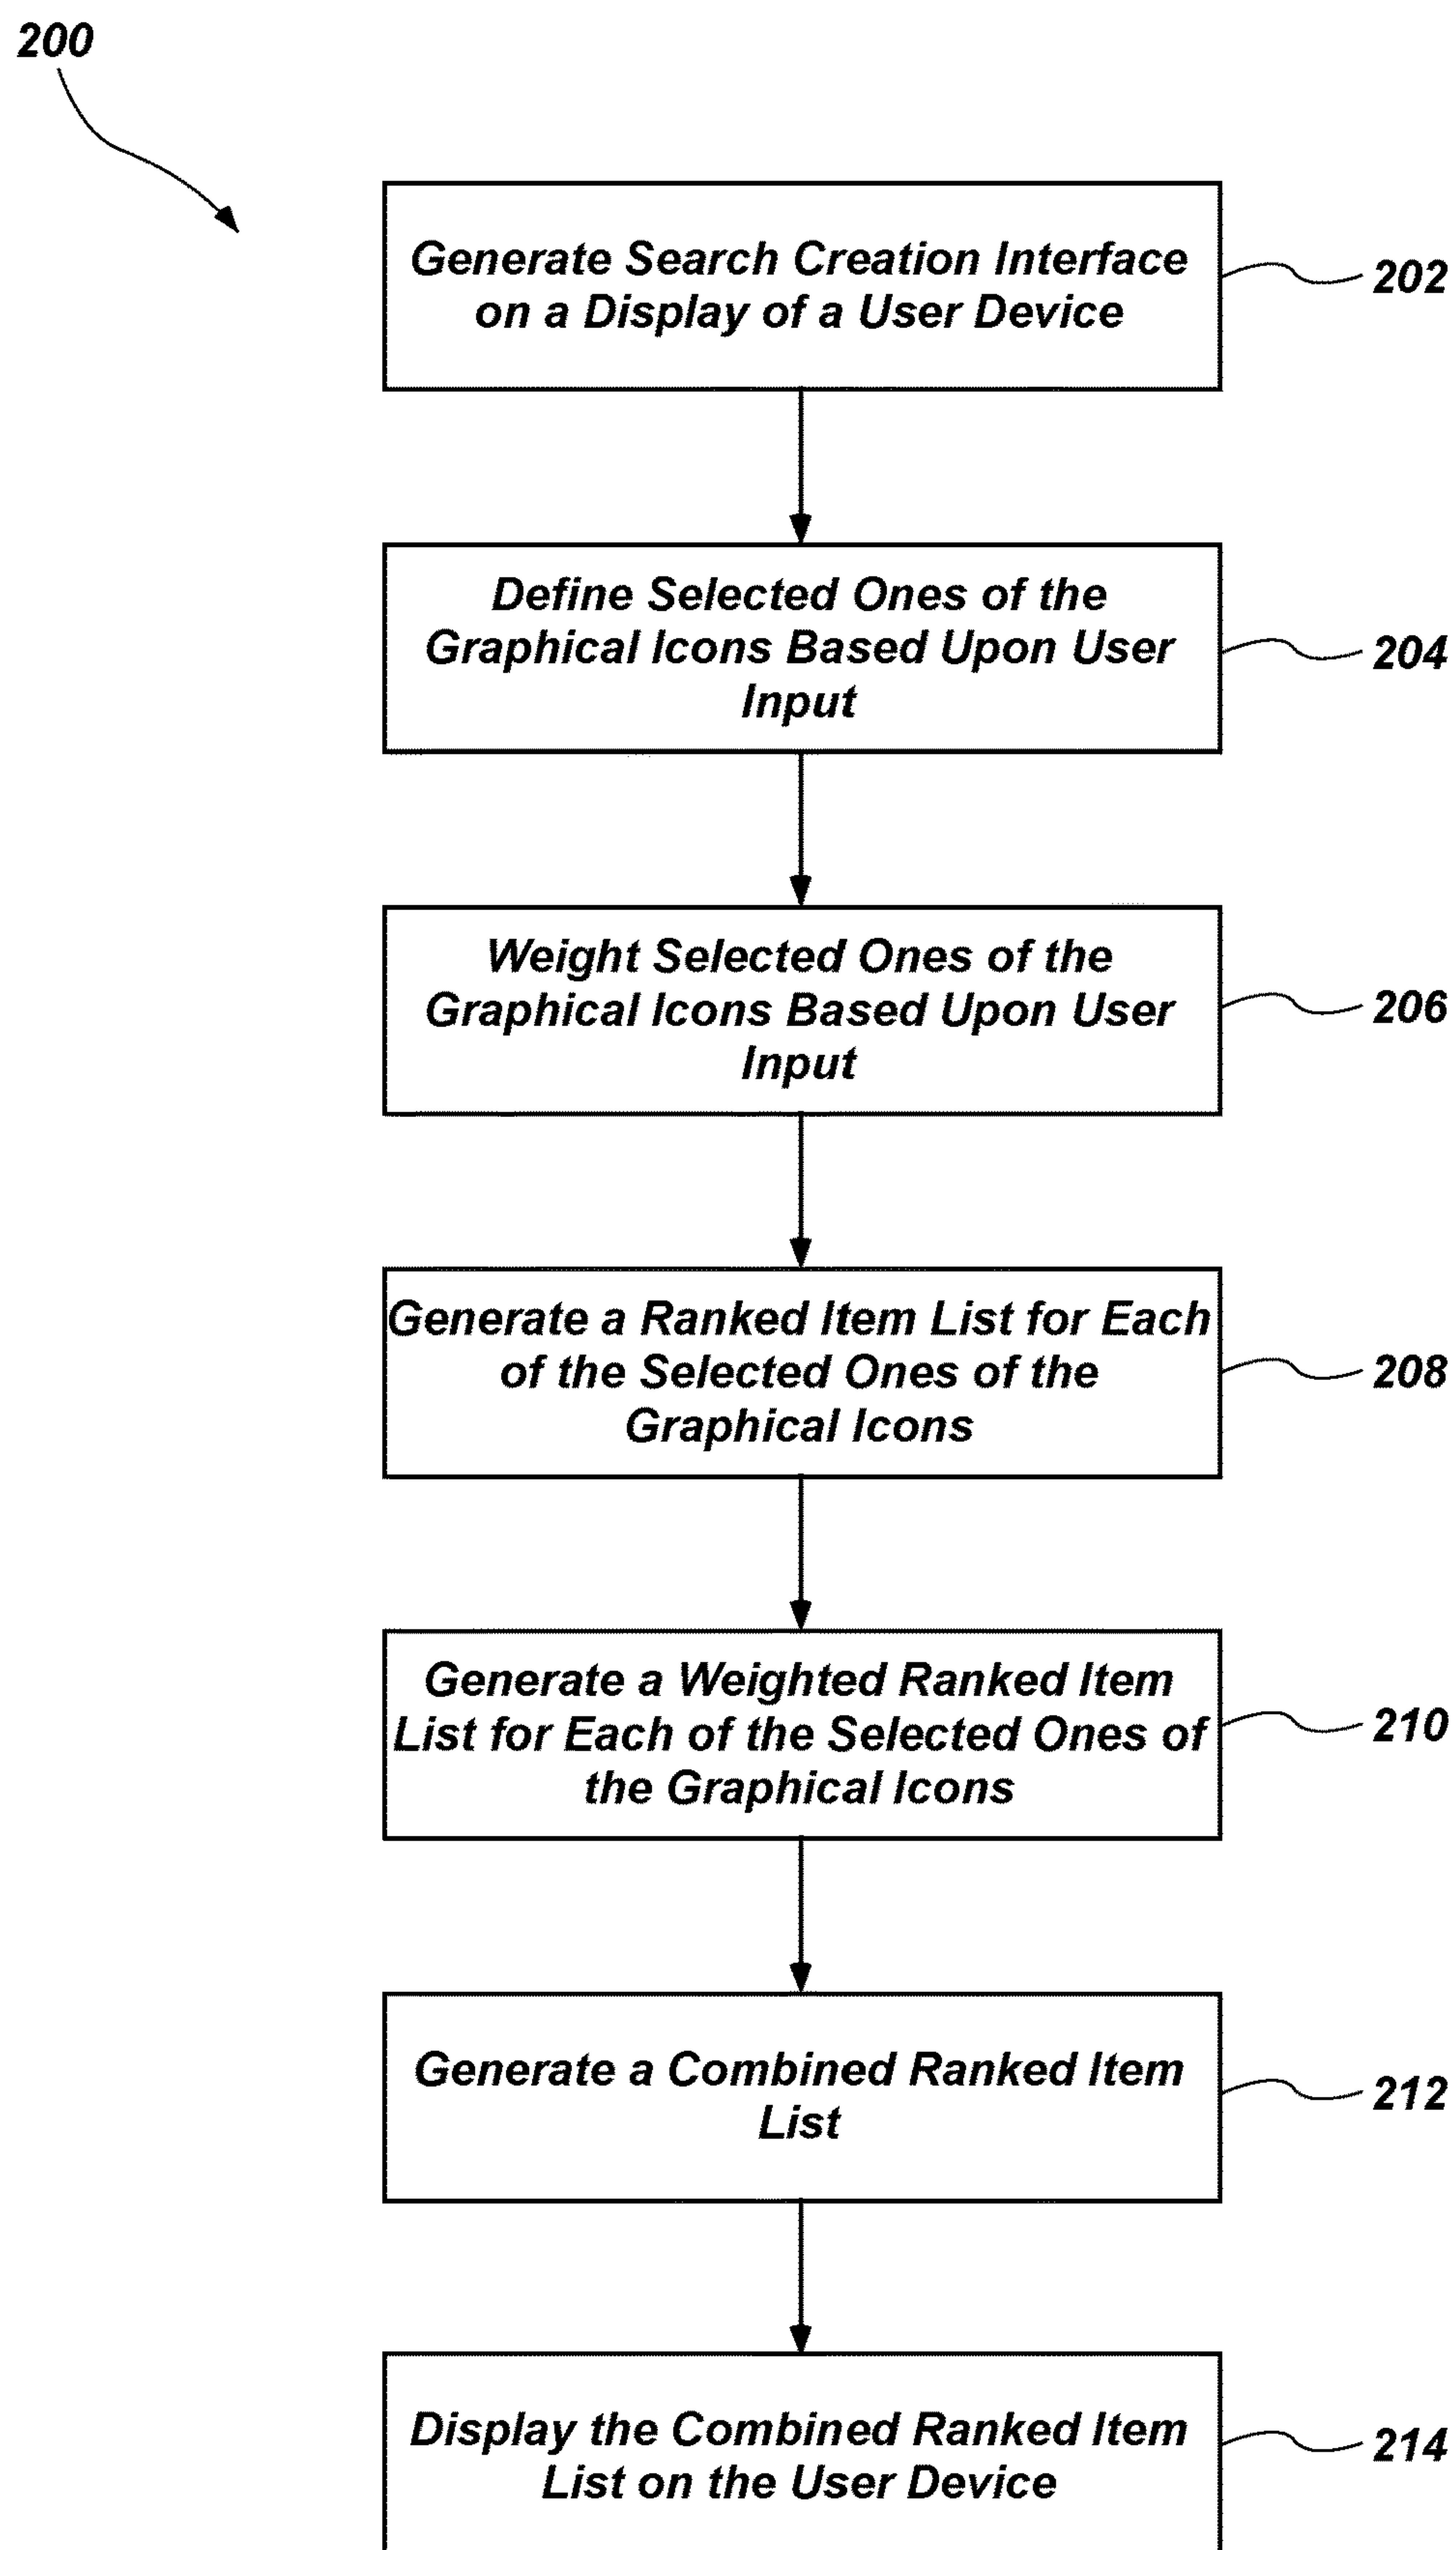 200
Generate Search Creation Interface
on a Display of a User Device
202
Define Selected Ones of the
Graphical Icons Based Upon User
Input
204
Weight Selected Ones of the
Graphical Icons Based Upon User
Input
206
Generate a Ranked Item List for Each
of the Selected Ones of the
Graphical Icons
208
Generate a Weighted Ranked Item
List for Each of the Selected Ones of
the Graphical Icons
210
Generate a Combined Ranked Item
List
212
Display the Combined Ranked Item
List on the User Device
214